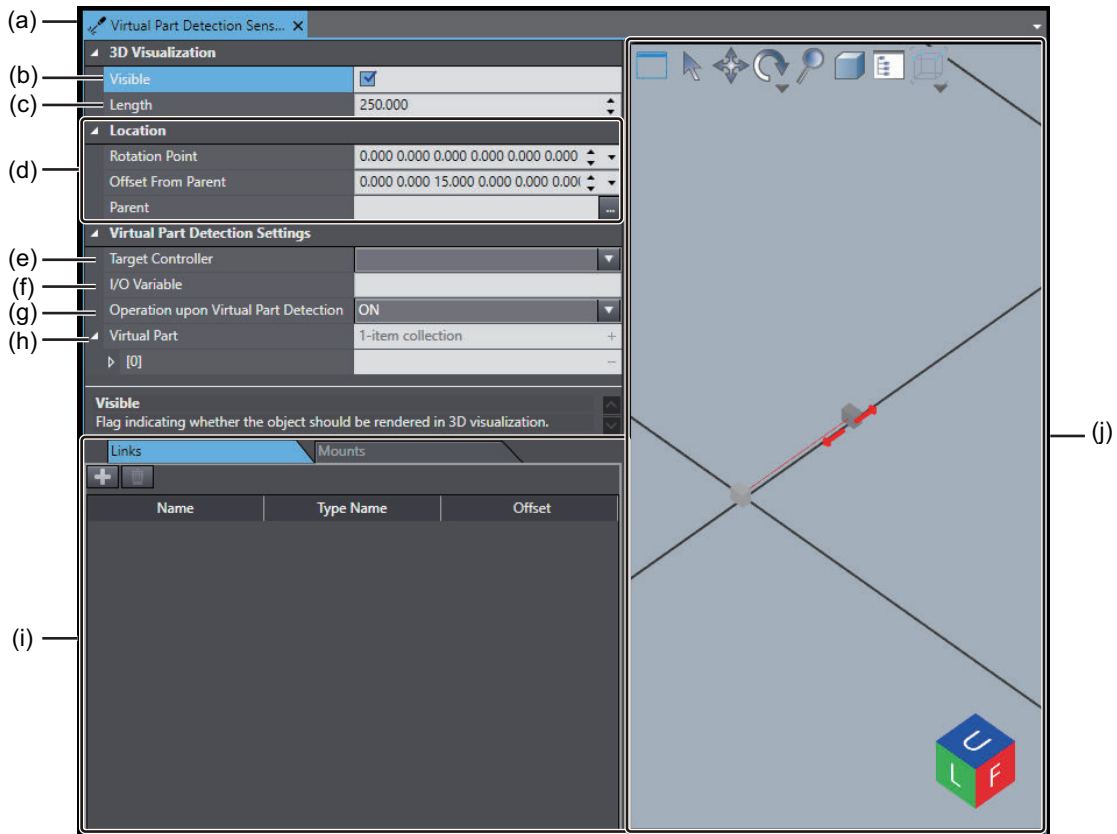 (a) Virtual Part Detection Sens...
3D Visualization
(b) Visible
(c) Length 250.000
Location
Rotation Point 0.000 0.000 0.000 0.000 0.000 0.000
(d) Offset From Parent 0.000 0.000 15.000 0.000 0.000 0.00(
Parent ...
Virtual Part Detection Settings
(e) Target Controller
(f) I/O Variable
(g) Operation upon Virtual Part Detection ON
(h) Virtual Part 1-item collection +
[0] −
Visible
Flag indicating whether the object should be rendered in 3D visualization.
(j)
Links Mounts
Name Type Name Offset
(i)
U
L F